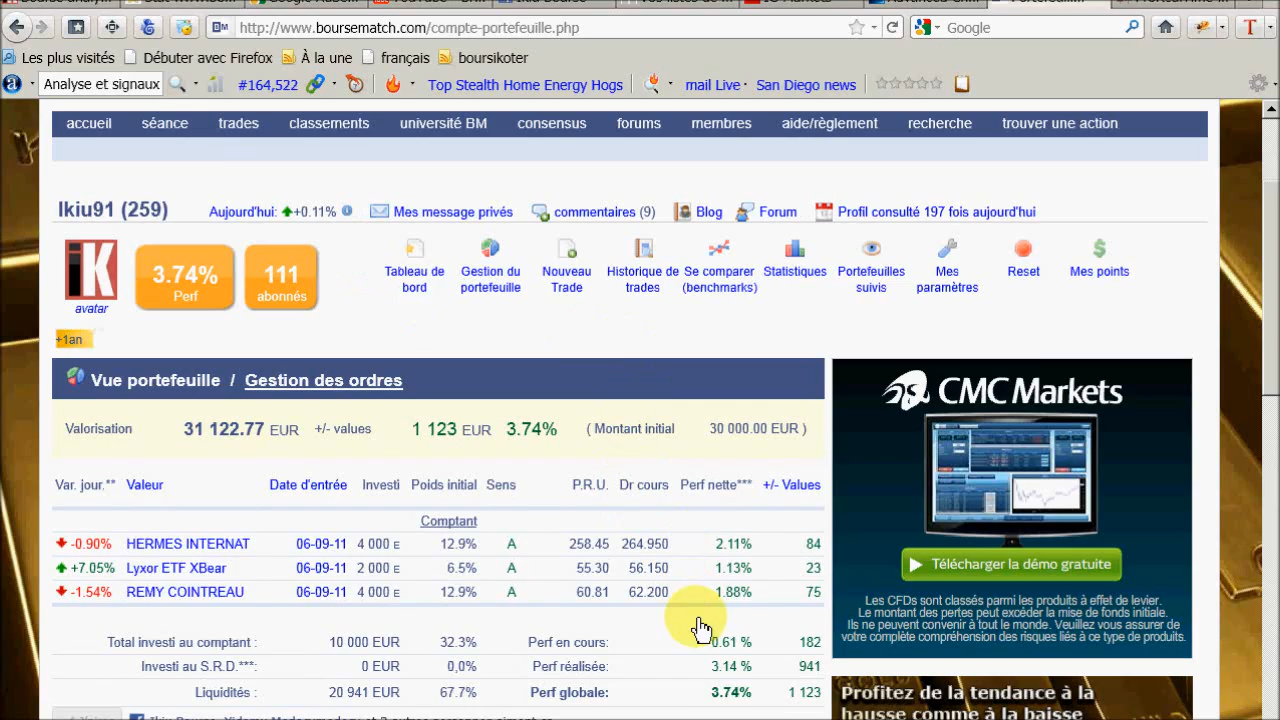 http://www.boursematch.com/compte-portefeuille.php
Google
Les plus visités Débuter avec Firefox À la une français boursikoter
Analyse et signaux #164,522 Top Stealth Home Energy Hogs mail Live San Diego news
accueil séance trades classements université BM consensus forums membres aide/règlement recherche trouver une action
Ikiu91 (259) Aujourd'hui: +0.11% Mes message privés commentaires (9) Blog Forum Profil consulté 197 fois aujourd'hui
iK
avatar
3.74%
Perf
111
abonnés
Tableau de bord
Gestion du portefeuille
Nouveau Trade
Historique de trades
Se comparer (benchmarks)
Statistiques
Portefeuilles suivis
Mes paramètres
Reset
Mes points
+1an
Vue portefeuille / Gestion des ordres
Valorisation 31 122.77 EUR +/- values 1 123 EUR 3.74% ( Montant initial 30 000.00 EUR )
Var. jour.** Valeur Date d'entrée Investi Poids initial Sens P.R.U. Dr cours Perf nette*** +/- Values
Comptant
-0.90% HERMES INTERNAT 06-09-11 4 000 E 12.9% A 258.45 264.950 2.11% 84
+7.05% Lyxor ETF XBear 06-09-11 2 000 E 6.5% A 55.30 56.150 1.13% 23
-1.54% REMY COINTREAU 06-09-11 4 000 E 12.9% A 60.81 62.200 1.88% 75
Total investi au comptant : 10 000 EUR 32.3% Perf en cours: 0.61 % 182
Investi au S.R.D.***: 0 EUR 0,0% Perf réalisée: 3.14 % 941
Liquidités : 20 941 EUR 67.7% Perf globale: 3.74% 1 123
CMC Markets
Télécharger la démo gratuite
Les CFDs sont classés parmi les produits à effet de levier.
Le montant des pertes peut excéder la mise de fonds initiale.
Ils ne peuvent convenir à tout le monde. Veuillez vous assurer de
votre complète compréhension des risques liés à ce type de produits.
Profitez de la tendance à la
hausse comme à la baisse